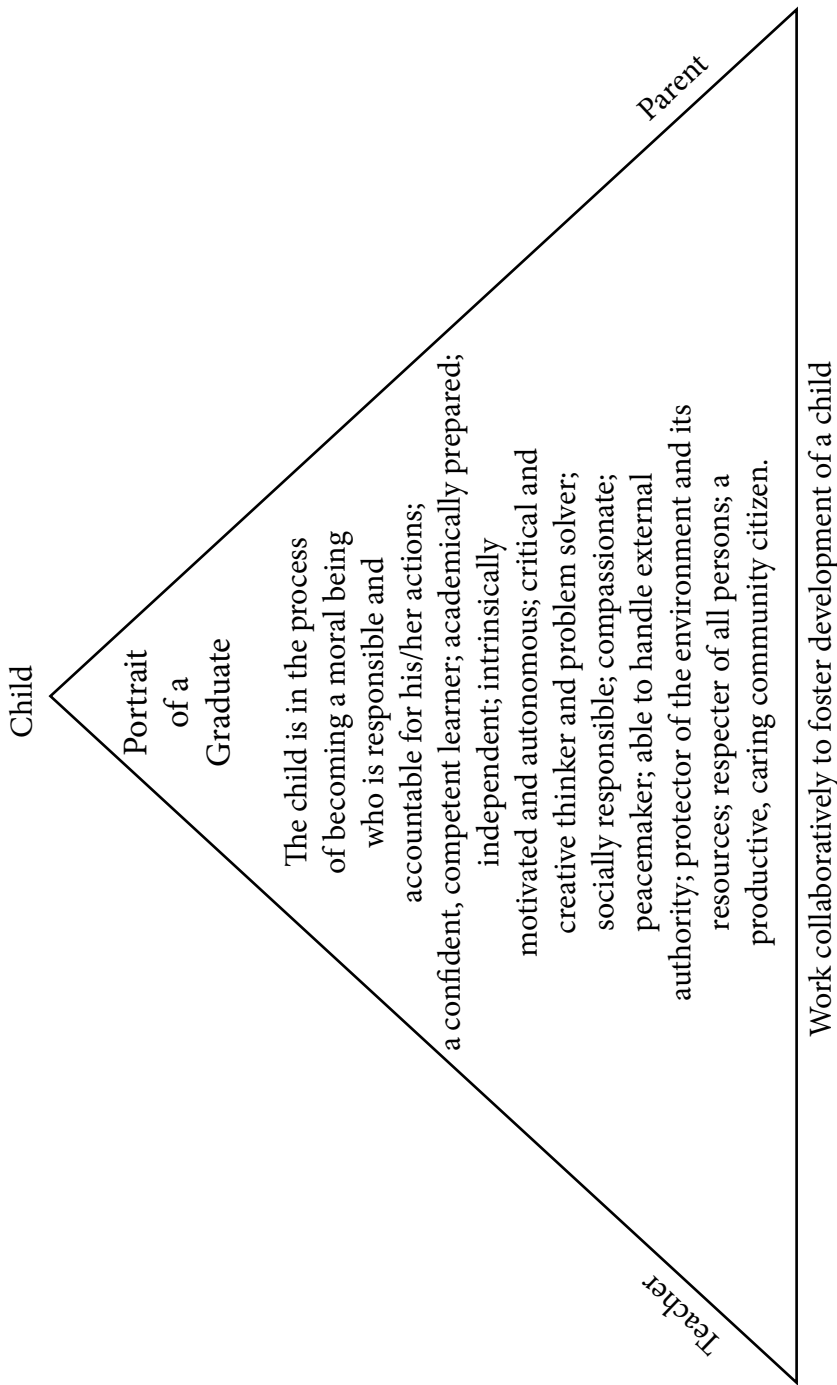 Child
Portrait
of a
Graduate
The child is in the process
of becoming a moral being
who is responsible and
accountable for his/her actions;
a confident, competent learner; academically prepared;
independent; intrinsically
motivated and autonomous; critical and
creative thinker and problem solver;
socially responsible; compassionate;
peacemaker; able to handle external
authority; protector of the environment and its
resources; respecter of all persons; a
productive, caring community citizen.
Teacher
Parent
Work collaboratively to foster development of a child